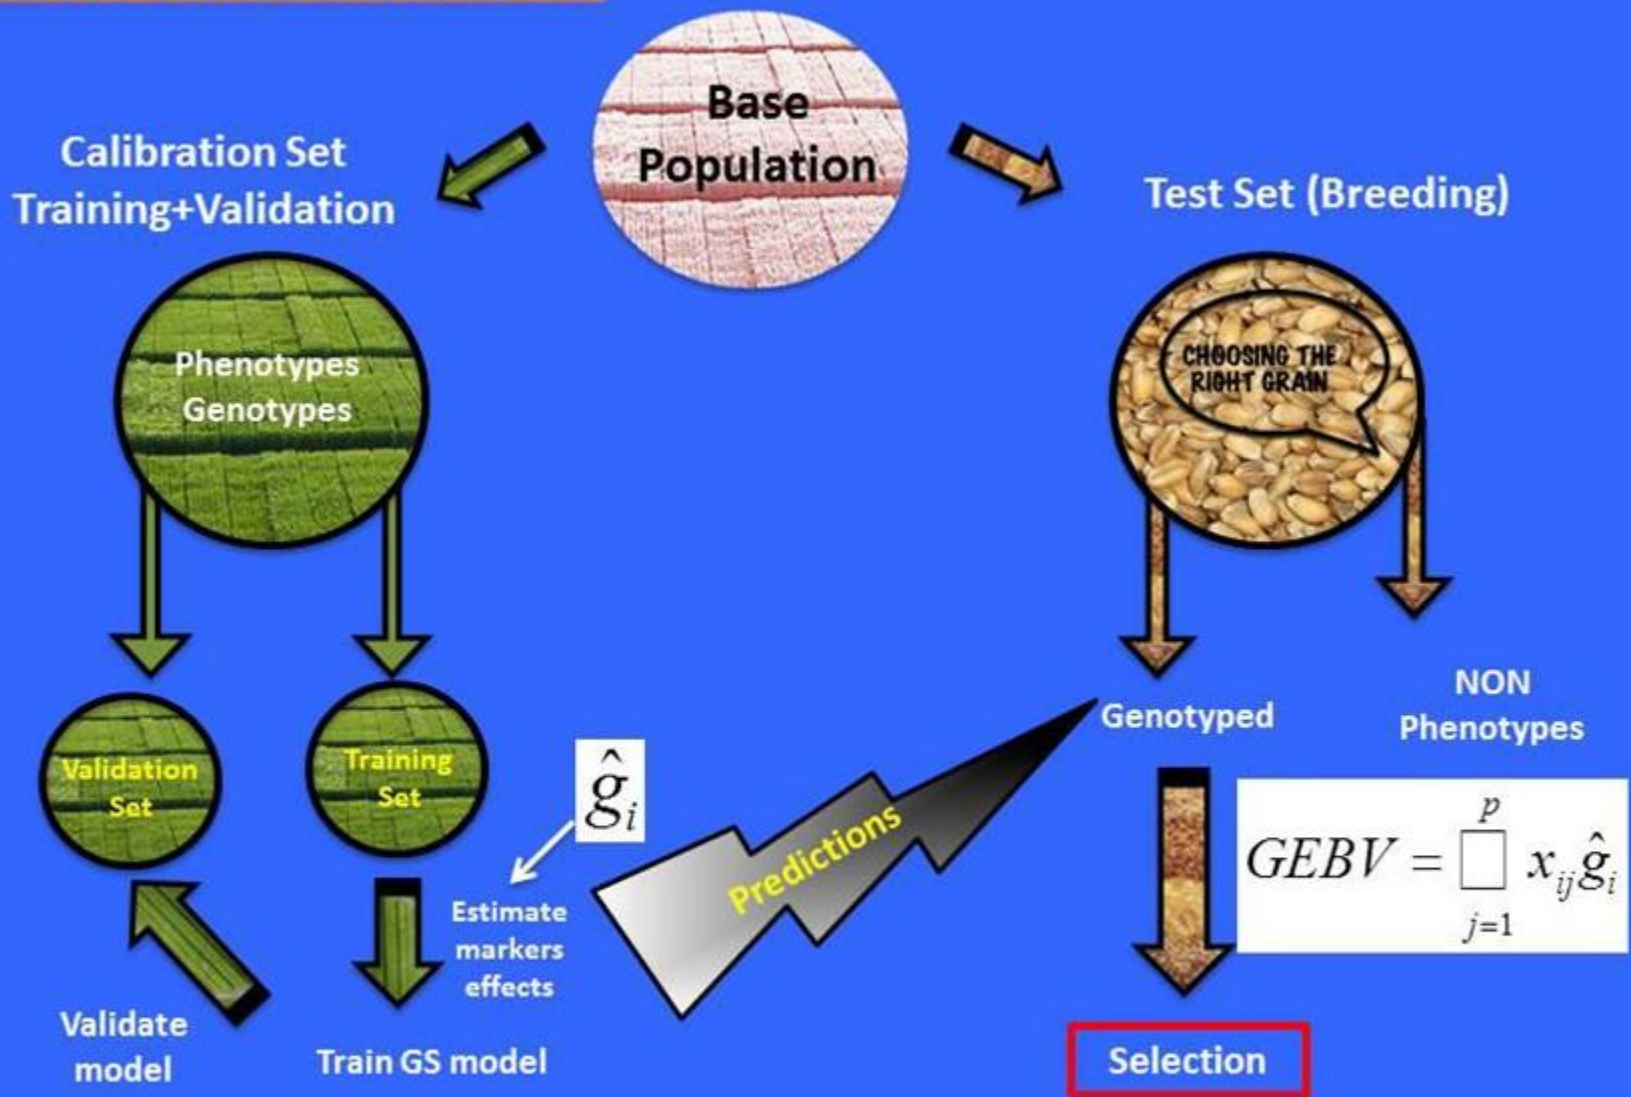 Base
Population
Calibration Set
Training+Validation
Test Set (Breeding)
Phenotypes
Genotypes
CHOOSING THE
RIGHT GRAIN
Validation
Set
Training
Set
ĝᵢ
Estimate
markers
effects
Predictions
Genotyped
NON
Phenotypes
p
GEBV = □ xᵢⱼĝᵢ
j=1
Validate
model
Train GS model
Selection